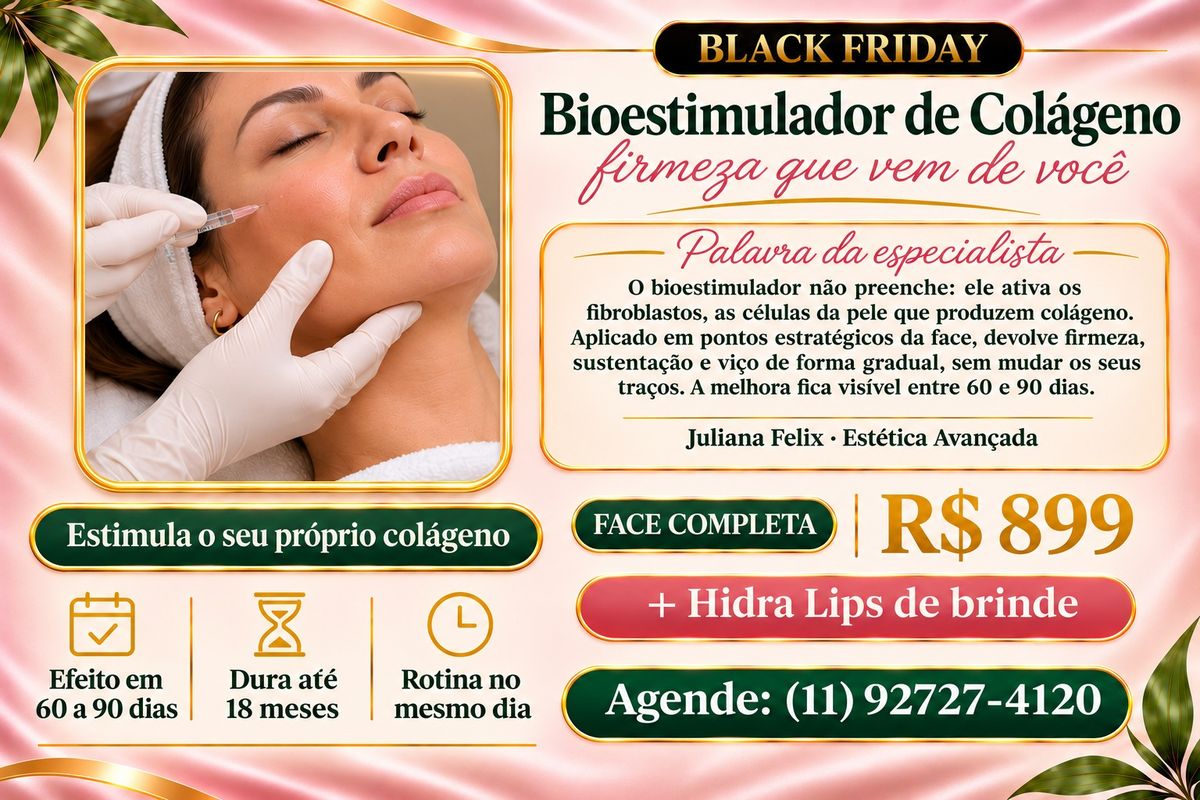 BLACK FRIDAY
Bioestimulador de Colágeno
firmeza que vem de você
Palavra da especialista
O bioestimulador não preenche: ele ativa os
fibroblastos, as células da pele que produzem colágeno.
Aplicado em pontos estratégicos da face, devolve firmeza,
sustentação e viço de forma gradual, sem mudar os seus
traços. A melhora fica visível entre 60 e 90 dias.
Juliana Felix · Estética Avançada
Estimula o seu próprio colágeno
Efeito em
60 a 90 dias
Dura até
18 meses
Rotina no
mesmo dia
FACE COMPLETA
R$ 899
+ Hidra Lips de brinde
Agende: (11) 92727-4120